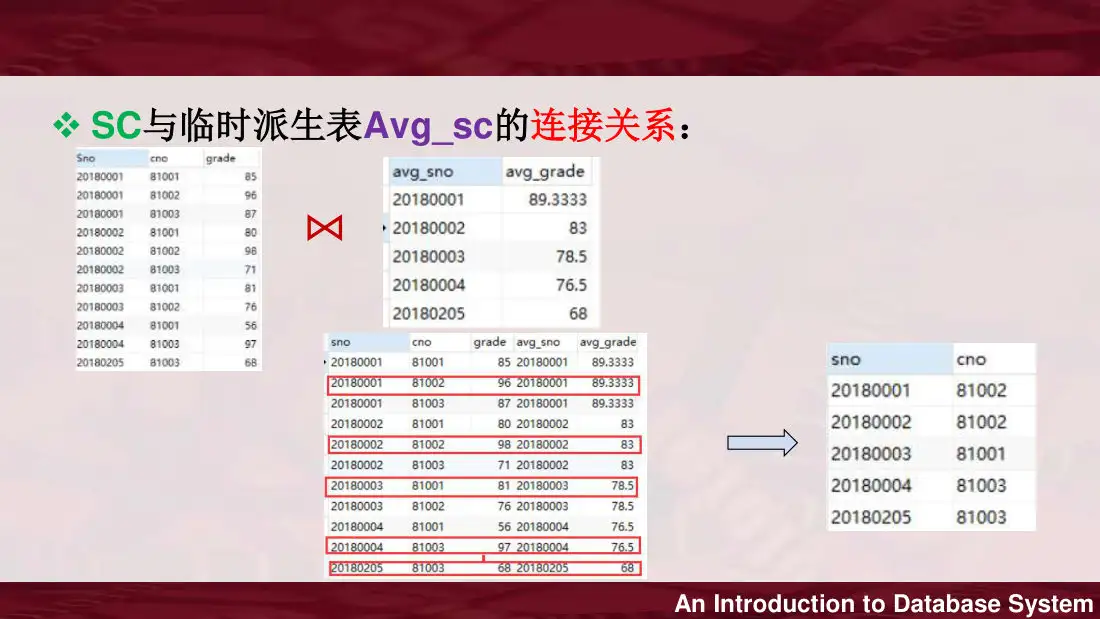 ❖ SC与临时派生表Avg_sc的连接关系：
Sno cno grade
20180001 81001 85
20180001 81002 96
20180001 81003 87
20180002 81001 80
20180002 81002 98
20180002 81003 71
20180003 81001 81
20180003 81002 76
20180004 81001 56
20180004 81003 97
20180205 81003 68
⋈
avg_sno avg_grade
20180001 89.3333
20180002 83
20180003 78.5
20180004 76.5
20180205 68
sno cno grade avg_sno avg_grade
20180001 81001 85 20180001 89.3333
20180001 81002 96 20180001 89.3333
20180001 81003 87 20180001 89.3333
20180002 81001 80 20180002 83
20180002 81002 98 20180002 83
20180002 81003 71 20180002 83
20180003 81001 81 20180003 78.5
20180003 81002 76 20180003 78.5
20180004 81001 56 20180004 76.5
20180004 81003 97 20180004 76.5
20180205 81003 68 20180205 68
sno cno
20180001 81002
20180002 81002
20180003 81001
20180004 81003
20180205 81003
An Introduction to Database System